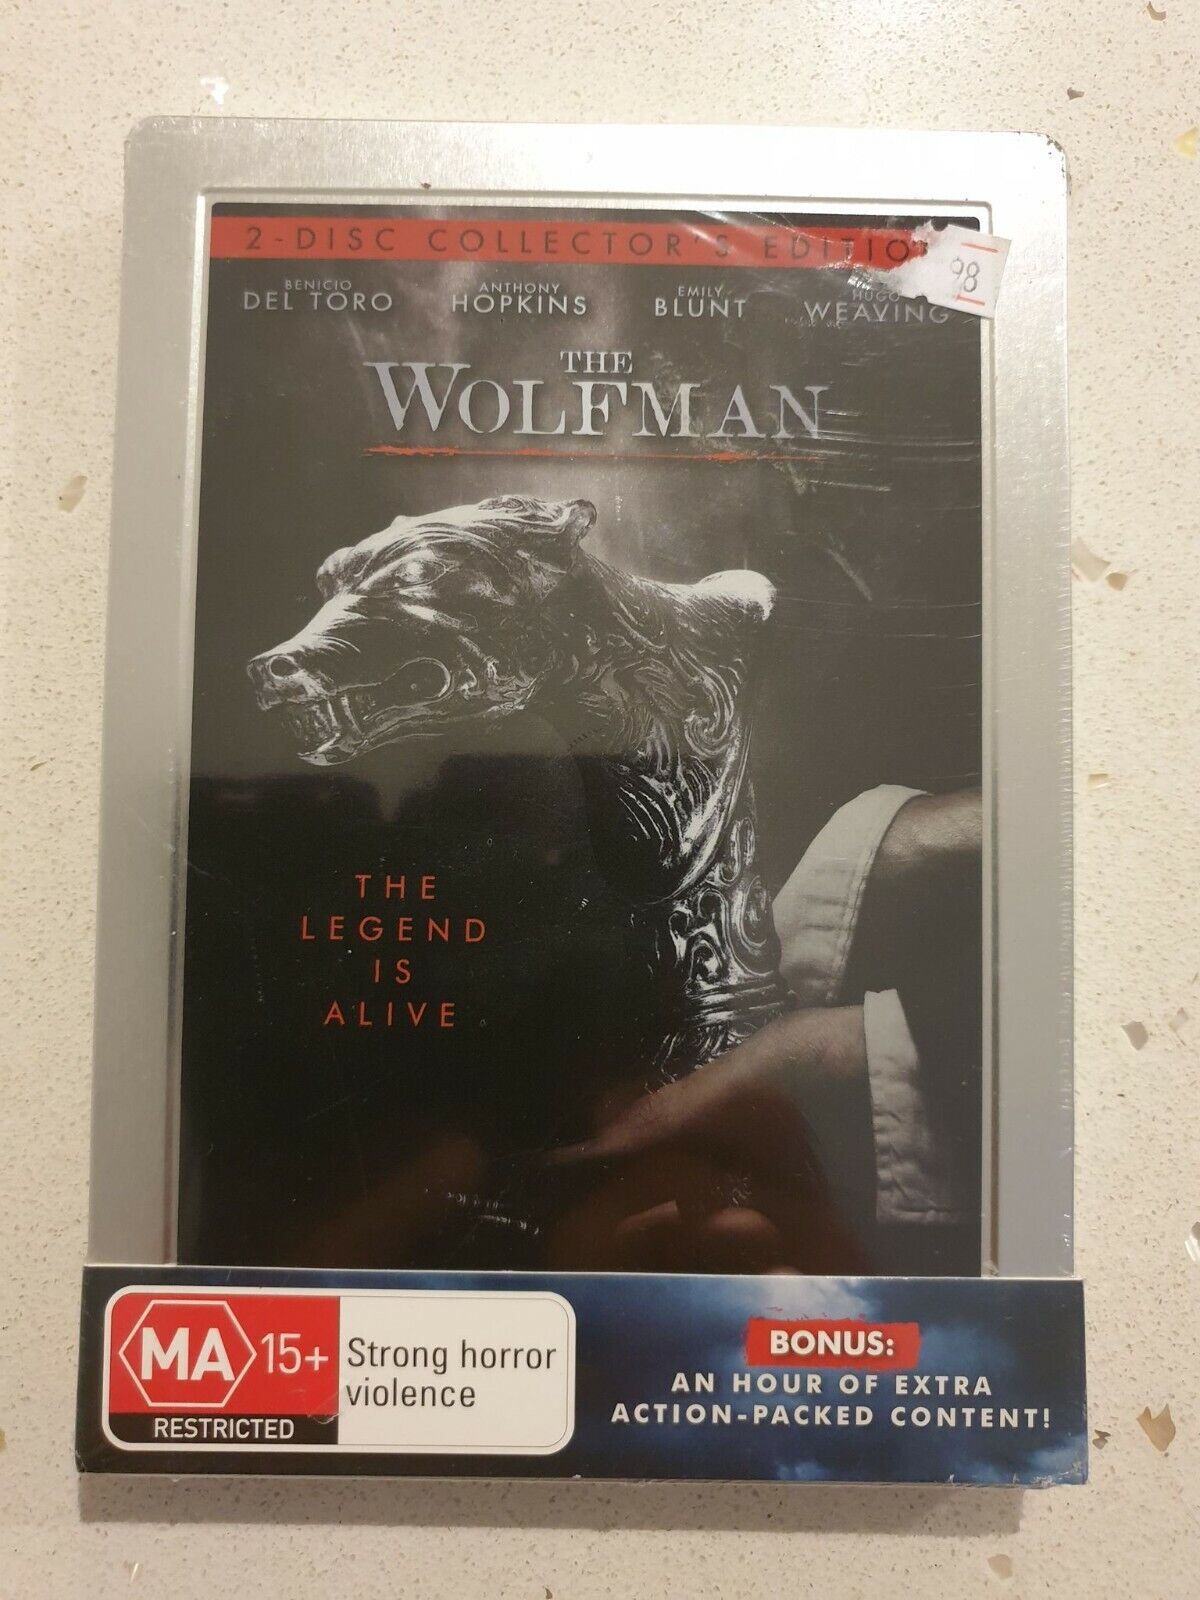 2-DISC COLLECTOR'S EDITION
98
BENICIO DEL TORO
ANTHONY HOPKINS
EMILY BLUNT
HUGO WEAVING
THE
WOLFMAN
THE
LEGEND
IS
ALIVE
MA 15+
RESTRICTED
Strong horror
violence
BONUS:
AN HOUR OF EXTRA
ACTION-PACKED CONTENT!